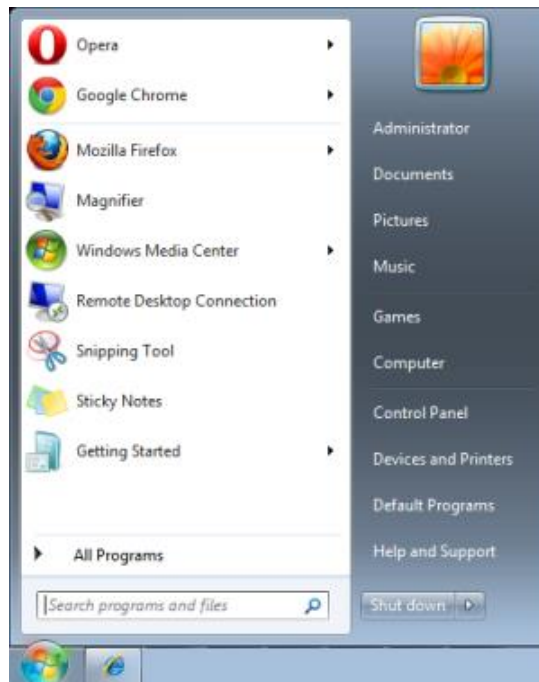 Opera
Google Chrome
Mozilla Firefox
Magnifier
Windows Media Center
Remote Desktop Connection
Snipping Tool
Sticky Notes
Getting Started
All Programs
Search programs and files
Administrator
Documents
Pictures
Music
Games
Computer
Control Panel
Devices and Printers
Default Programs
Help and Support
Shut down